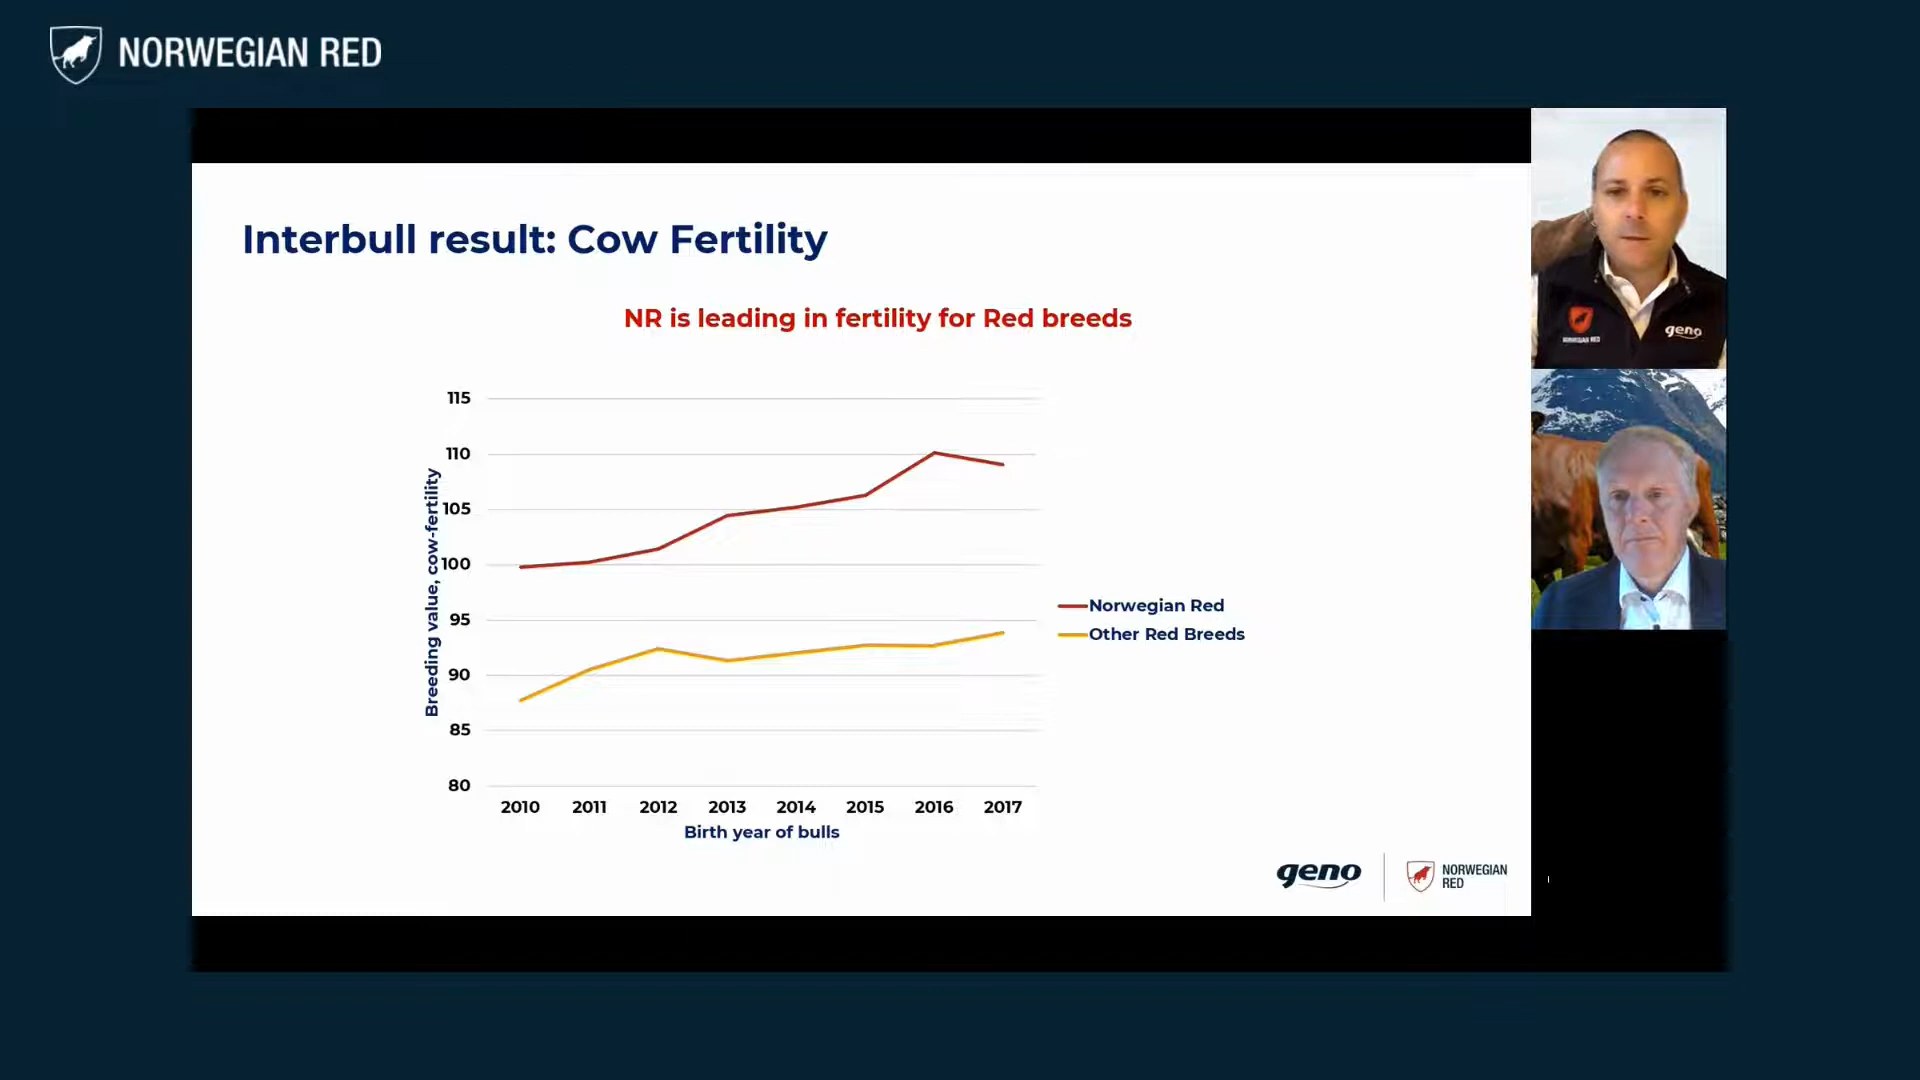 NORWEGIAN RED
Interbull result: Cow Fertility
NR is leading in fertility for Red breeds
115
110
105
100
95
90
85
80
Breeding value, cow-fertility
2010 2011 2012 2013 2014 2015 2016 2017
Birth year of bulls
Norwegian Red
Other Red Breeds
geno
NORWEGIAN
RED
NORWEGIAN RED
geno